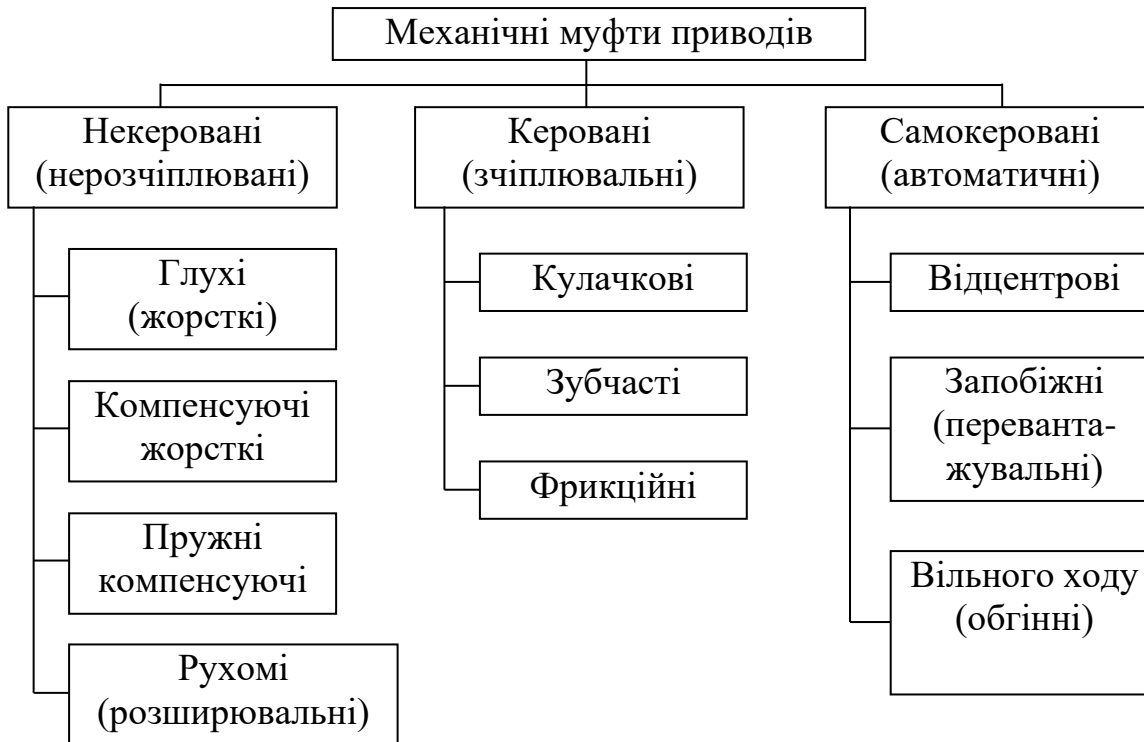 Механічні муфти приводів
Некеровані
(нерозчіплювані)
Глухі
(жорсткі)
Компенсуючі
жорсткі
Пружні
компенсуючі
Рухомі
(розширювальні)
Керовані
(зчіплювальні)
Кулачкові
Зубчасті
Фрикційні
Самокеровані
(автоматичні)
Відцентрові
Запобіжні
(переванта-
жувальні)
Вільного ходу
(обгінні)